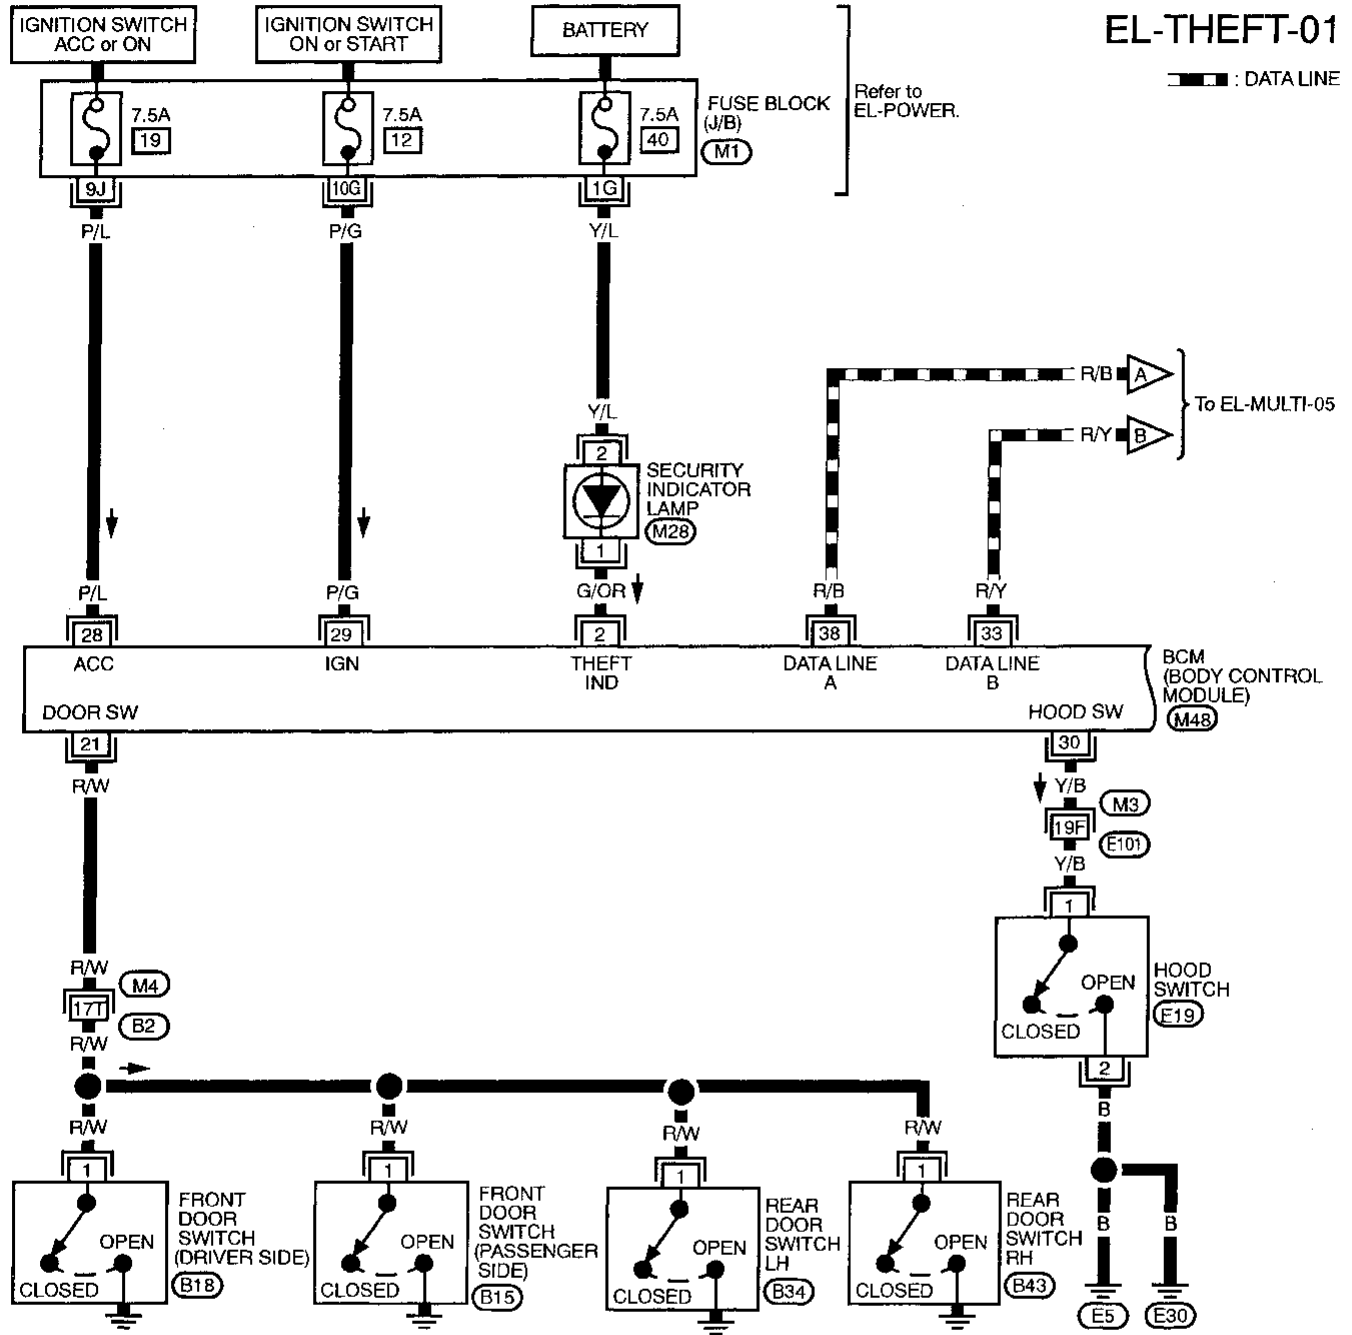 EL-THEFT-01
: DATA LINE
IGNITION SWITCH
ACC or ON
IGNITION SWITCH
ON or START
BATTERY
7.5A
19
7.5A
12
7.5A
40
FUSE BLOCK
(J/B)
M1
Refer to
EL-POWER.
9J
10G
1G
P/L
P/G
Y/L
R/B
A
R/Y
B
To EL-MULTI-05
Y/L
2
SECURITY
INDICATOR
LAMP
M28
1
P/L
P/G
G/OR
R/B
R/Y
28
29
2
38
33
ACC
IGN
THEFT
IND
DATA LINE
A
DATA LINE
B
BCM
(BODY CONTROL
MODULE)
M48
DOOR SW
HOOD SW
21
30
R/W
Y/B
M3
19F
E101
Y/B
1
OPEN
CLOSED
HOOD
SWITCH
E19
2
B
B
B
E5
E30
R/W
M4
17T
B2
R/W
R/W
R/W
R/W
R/W
1
1
1
1
OPEN
CLOSED
FRONT
DOOR
SWITCH
(DRIVER SIDE)
B18
OPEN
CLOSED
FRONT
DOOR
SWITCH
(PASSENGER
SIDE)
B15
OPEN
CLOSED
REAR
DOOR
SWITCH
LH
B34
OPEN
CLOSED
REAR
DOOR
SWITCH
RH
B43